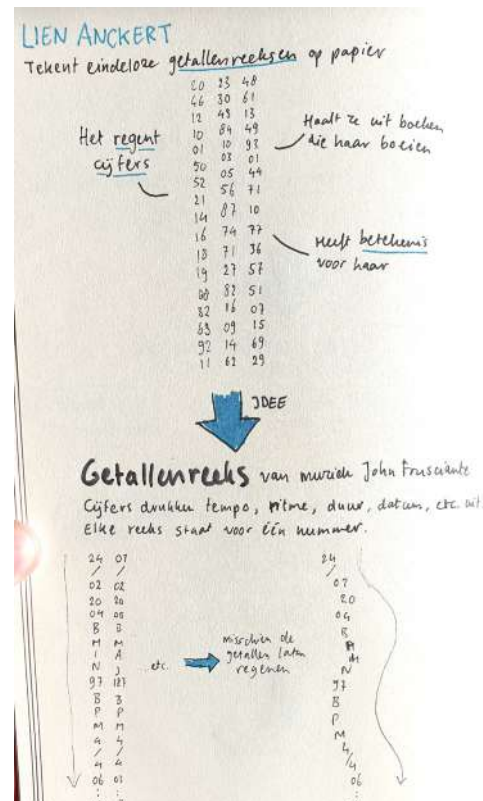 LIEN ANCKERT
Tekent eindeloze getallenreeksen op papier
20 23 48
46 30 61
12 43 13
10 84 49
01 10 93
50 03 01
52 05 44
21 56 71
14 87 10
16 74 77
18 71 36
19 27 57
00 82 51
82 16 07
63 09 15
92 14 69
11 62 29
Het regent
cijfers
Haalt ze uit boeken
die haar boeien
Heeft betekenis
voor haar
IDEE
Getallenreeks van muziek John Frusciante
Cijfers drukken tempo, ritme, duur, datum, etc. uit.
Elke reeks staat voor één nummer.
24 07
/ /
02 02
20 20
04 05
B B
M M
I A
N J
97 127
B B
P P
M M
4 4
/ /
4 4
06 03
: :
etc.
misschien de
getallen laten
regenen
24
/
02
20
04
B
M
N
97
B
P
M
4/4
06
: